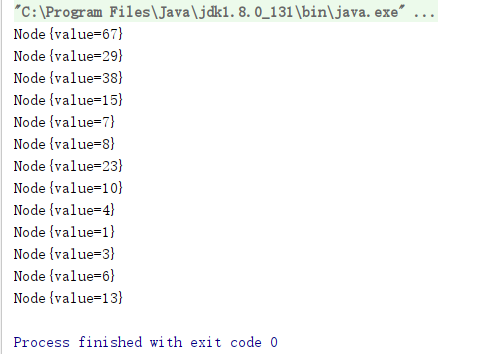 "C:\Program Files\Java\jdk1.8.0_131\bin\java.exe" ...
Node{value=67}
Node{value=29}
Node{value=38}
Node{value=15}
Node{value=7}
Node{value=8}
Node{value=23}
Node{value=10}
Node{value=4}
Node{value=1}
Node{value=3}
Node{value=6}
Node{value=13}
Process finished with exit code 0